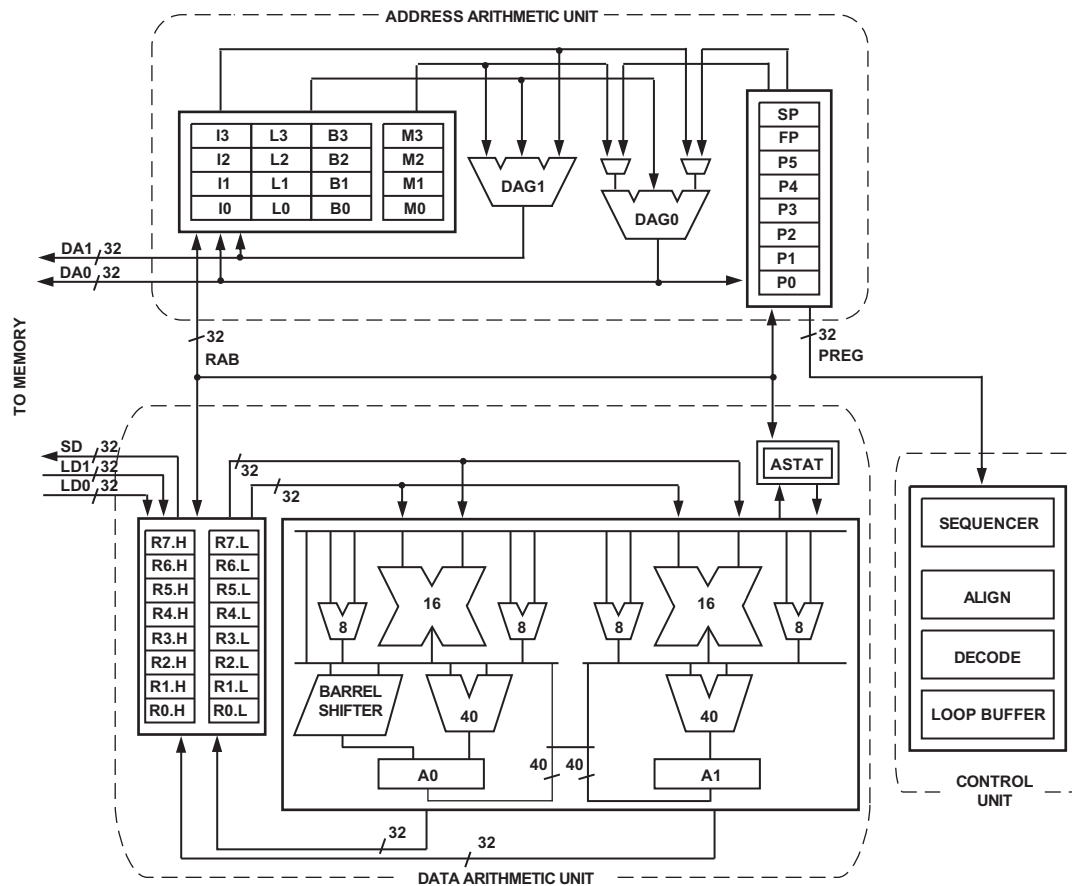 ADDRESS ARITHMETIC UNIT
I3 L3 B3 M3
I2 L2 B2 M2
I1 L1 B1 M1
I0 L0 B0 M0
DAG1
DAG0
SP
FP
P5
P4
P3
P2
P1
P0
DA1 32
DA0 32
32
RAB
32
PREG
TO MEMORY
SD 32
LD1 32
LD0 32
32
32
ASTAT
R7.H R7.L
R6.H R6.L
R5.H R5.L
R4.H R4.L
R3.H R3.L
R2.H R2.L
R1.H R1.L
R0.H R0.L
16
8 8
16
8 8
BARREL
SHIFTER
40
40
A0
40 40
A1
32
32
DATA ARITHMETIC UNIT
SEQUENCER
ALIGN
DECODE
LOOP BUFFER
CONTROL
UNIT